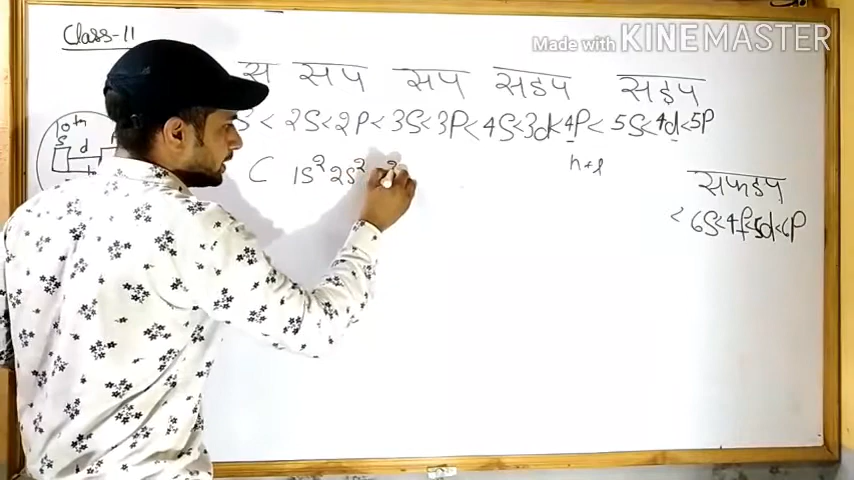 Made with KINEMASTER
Class-11
स सप सप सडप सडप
< 2S < 2P < 3S < 3P < 4S < 3d < 4P < 5S < 4d < 5P
10th
S d
n+l
C 1S² 2S²
सफडप
< 6S < 4f < 5d < 6P